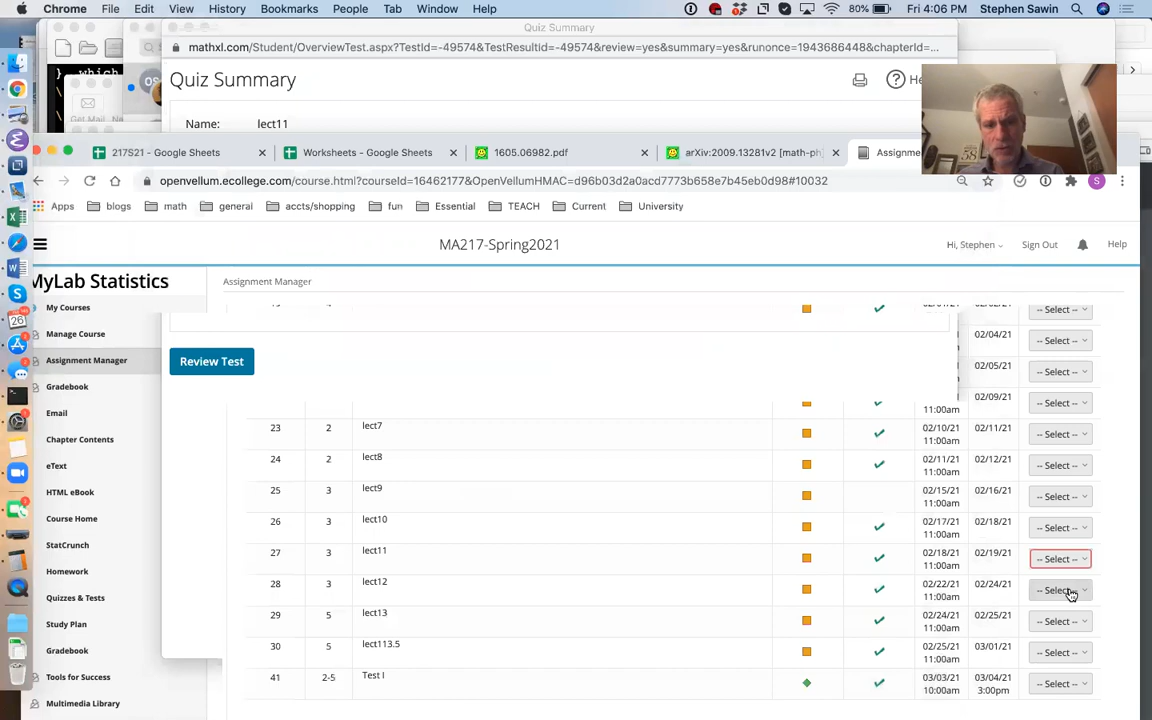 Chrome File Edit View History Bookmarks People Tab Window Help 80% Fri 4:06 PM Stephen Sawin
Quiz Summary
mathxl.com/Student/OverviewTest.aspx?TestId=-49574&TestResultid=-49574&review=yes&summary=yes&runonce=1943686448&chapterId=...
Quiz Summary
He
Name: lect11
}, which
OS
Get Mail
217S21 - Google Sheets
Worksheets - Google Sheets
1605.06982.pdf
arXiv:2009.13281v2 [math-ph]
Assignme
openvellum.ecollege.com/course.html?courseId=16462177&OpenVellumHMAC=d96b03d2a0acd7773b658e7b45eb0d98#10032
S
Apps blogs math general accts/shopping fun Essential TEACH Current University
MA217-Spring2021
Hi, Stephen
Sign Out
Help
MyLab Statistics
Assignment Manager
My Courses
Manage Course
Assignment Manager
Gradebook
Email
Chapter Contents
eText
HTML eBook
Course Home
StatCrunch
Homework
Quizzes & Tests
Study Plan
Gradebook
Tools for Success
Multimedia Library
Review Test
-- Select --
02/04/21 -- Select --
02/05/21 -- Select --
02/09/21 -- Select --
11:00am
23 2 lect7 02/10/21 02/11/21 -- Select --
11:00am
24 2 lect8 02/11/21 02/12/21 -- Select --
11:00am
25 3 lect9 02/15/21 02/16/21 -- Select --
11:00am
26 3 lect10 02/17/21 02/18/21 -- Select --
11:00am
27 3 lect11 02/18/21 02/19/21 -- Select --
11:00am
28 3 lect12 02/22/21 02/24/21 -- Select
11:00am
29 5 lect13 02/24/21 02/25/21 -- Select --
11:00am
30 5 lect113.5 02/25/21 03/01/21 -- Select --
11:00am
41 2-5 Test I 03/03/21 03/04/21 -- Select --
10:00am 3:00pm